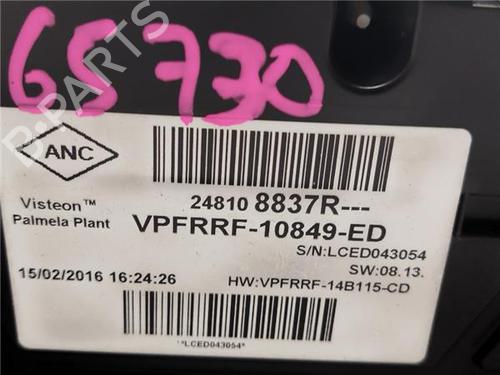 65730
B-PARTS
ANC
Visteon™
Palmela Plant
24810 8837R---
VPFRRF-10849-ED
S/N:LCED043054
SW:08.13.
15/02/2016 16:24:26
HW:VPFRRF-14B115-CD
*LCED043054*